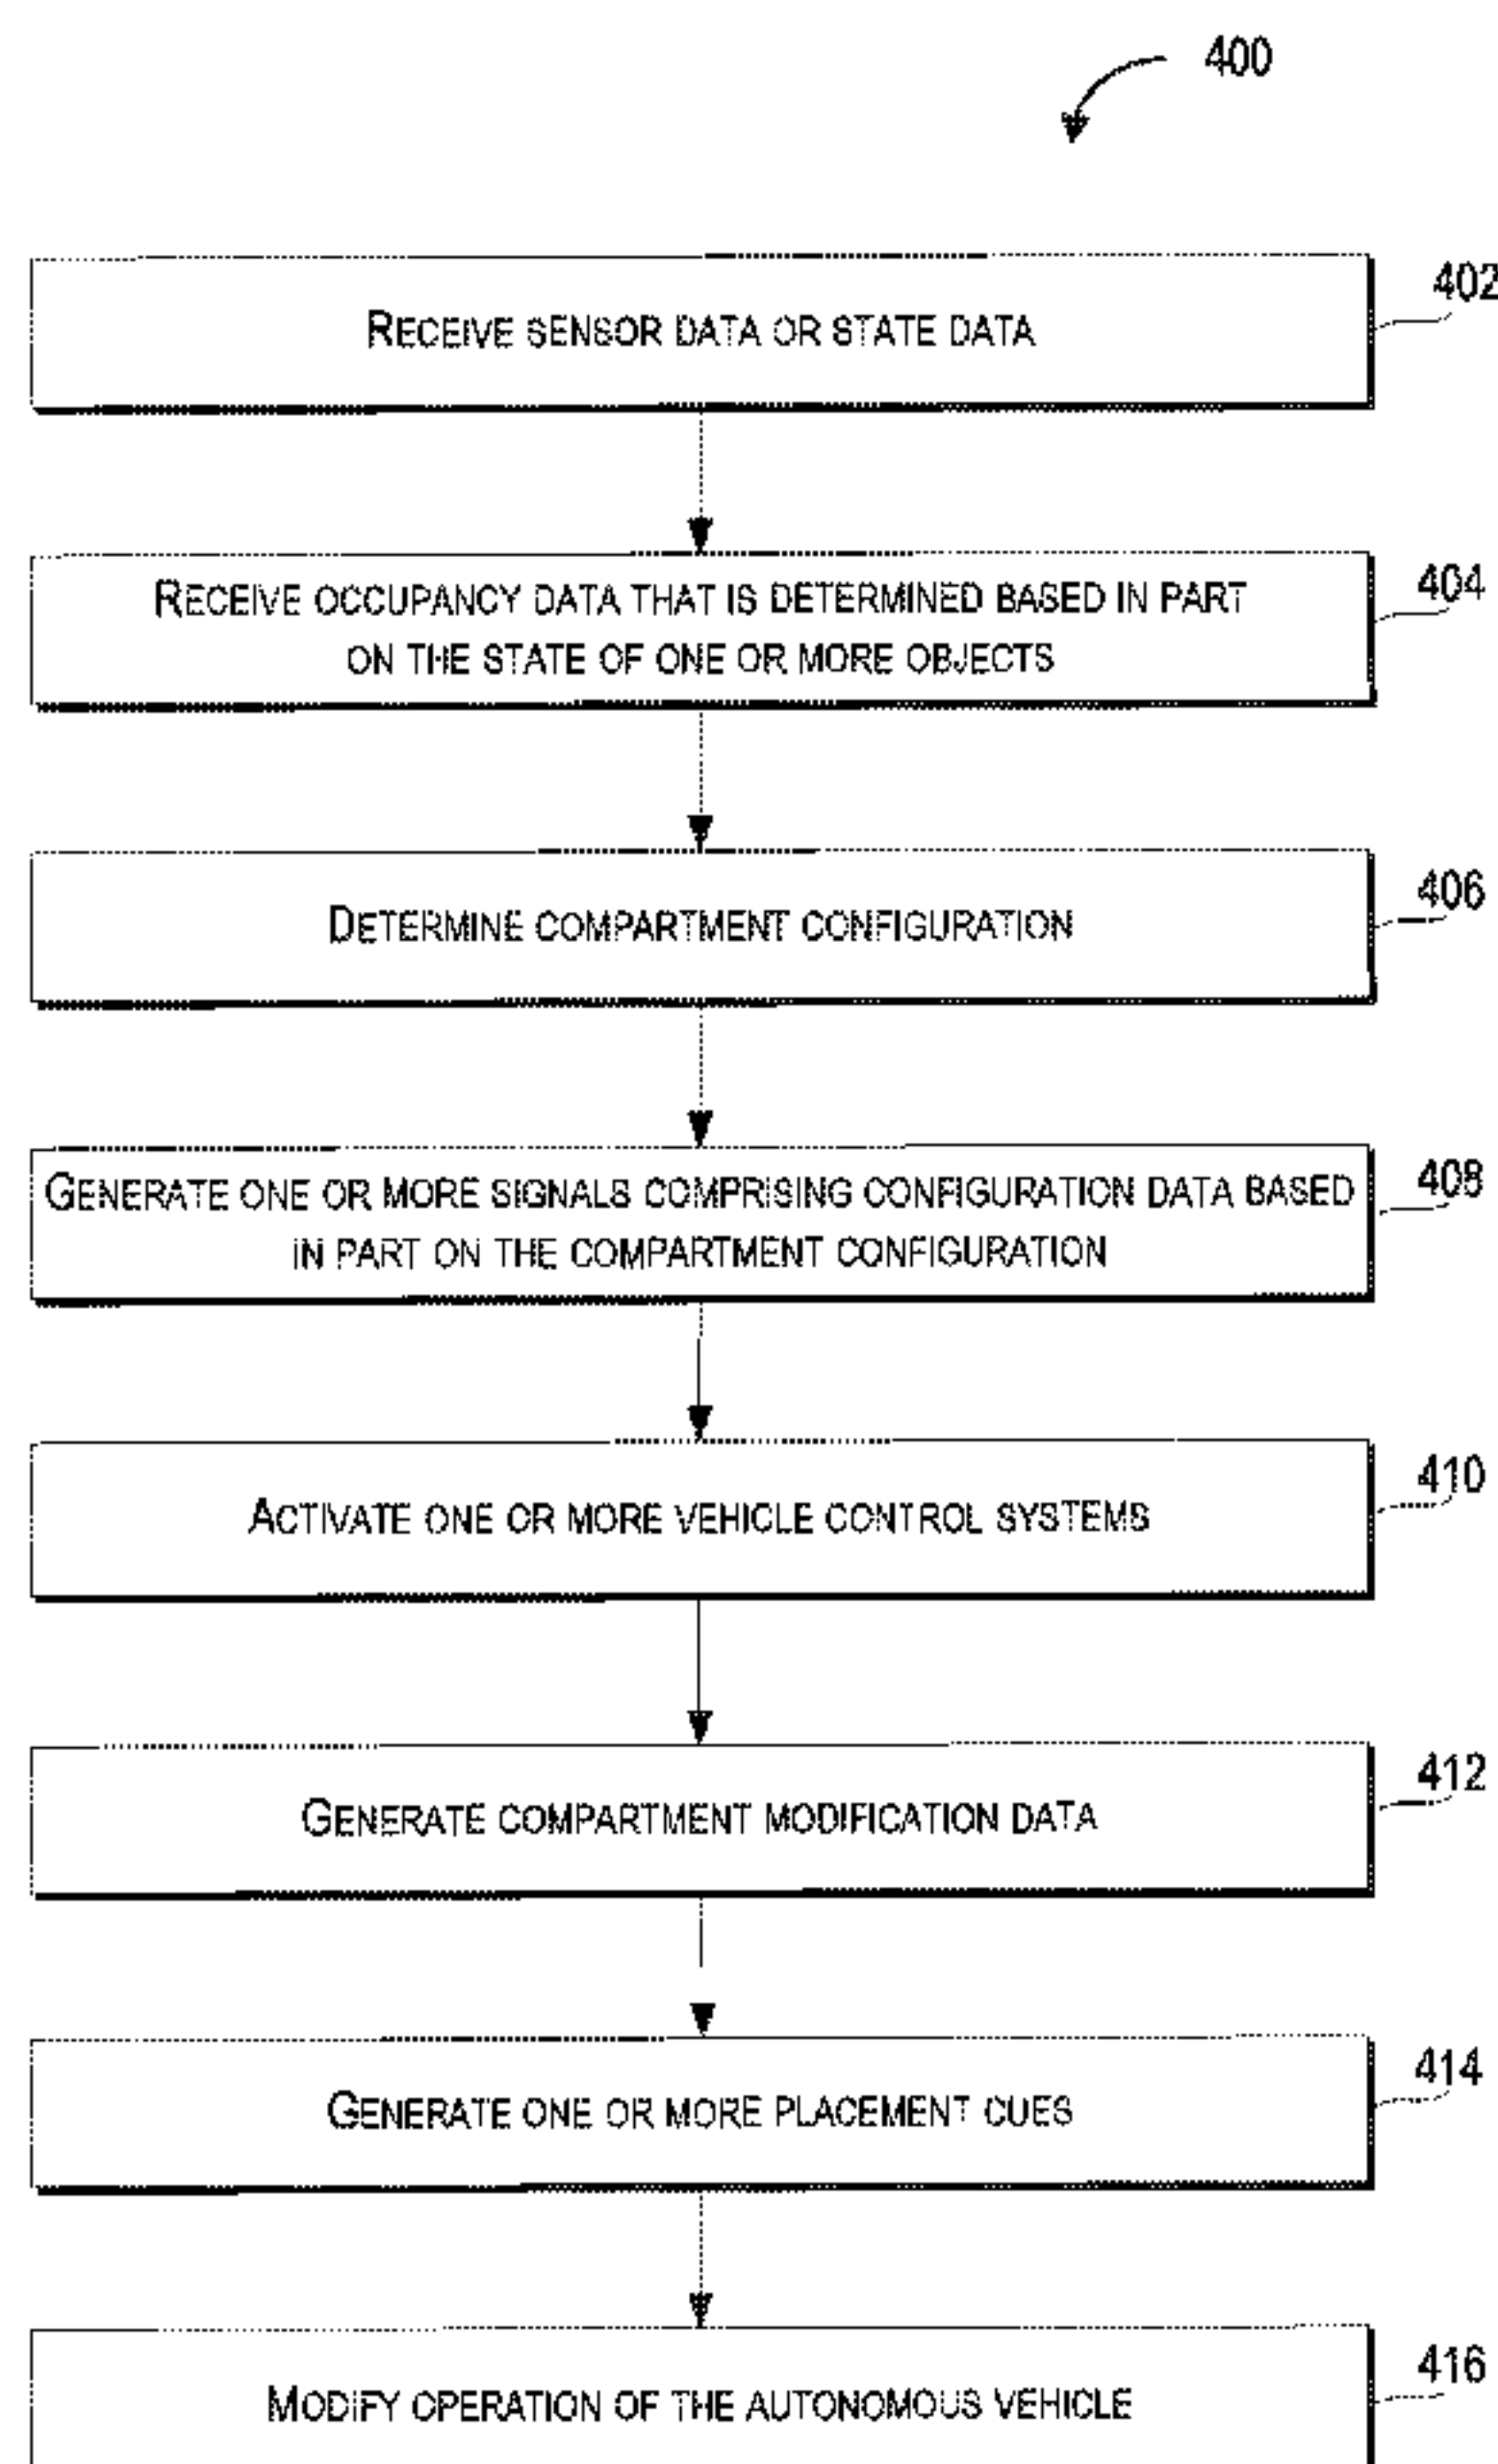 400
RECEIVE SENSOR DATA OR STATE DATA
402
RECEIVE OCCUPANCY DATA THAT IS DETERMINED BASED IN PART
ON THE STATE OF ONE OR MORE OBJECTS
404
DETERMINE COMPARTMENT CONFIGURATION
406
GENERATE ONE OR MORE SIGNALS COMPRISING CONFIGURATION DATA BASED
IN PART ON THE COMPARTMENT CONFIGURATION
408
ACTIVATE ONE OR MORE VEHICLE CONTROL SYSTEMS
410
GENERATE COMPARTMENT MODIFICATION DATA
412
GENERATE ONE OR MORE PLACEMENT CUES
414
MODIFY OPERATION OF THE AUTONOMOUS VEHICLE
416